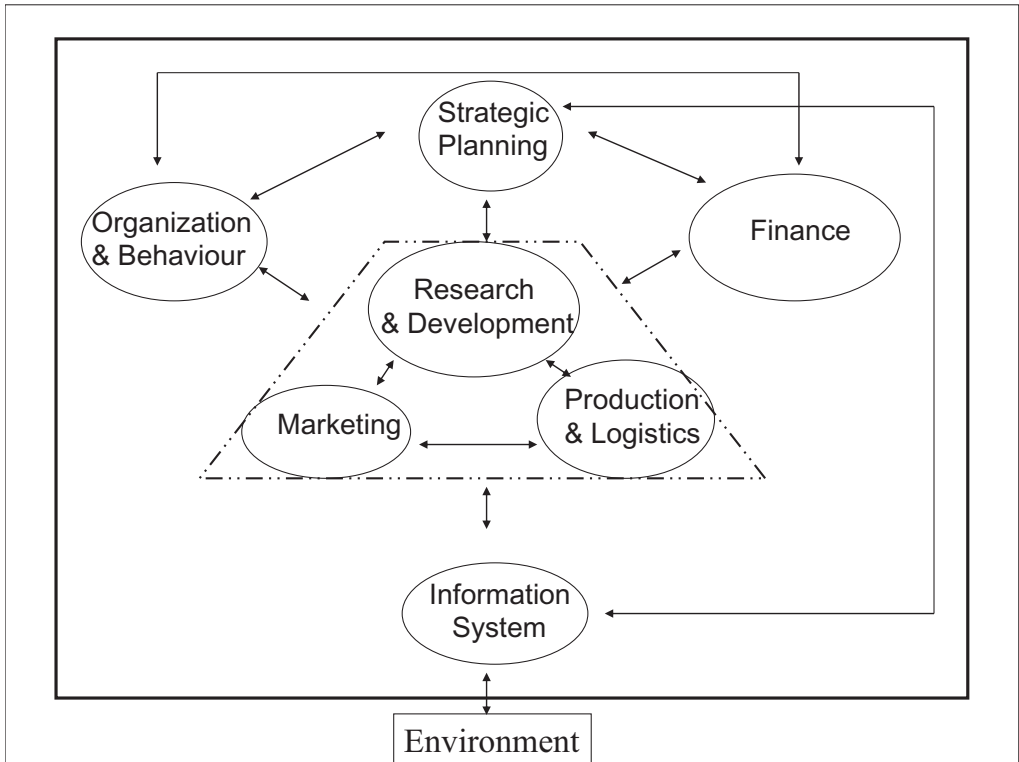 Strategic
Planning
Organization
& Behaviour
Finance
Research
& Development
Marketing
Production
& Logistics
Information
System
Environment